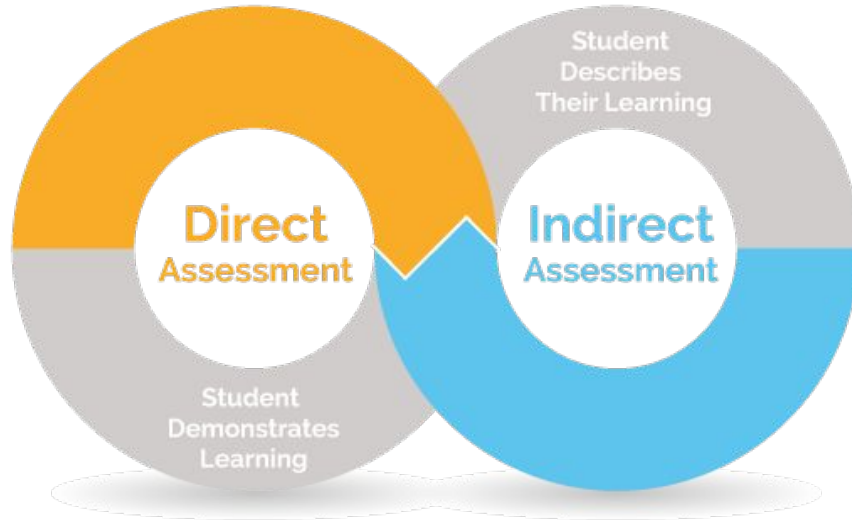 Direct
Assessment
Student
Demonstrates
Learning
Student
Describes
Their Learning
Indirect
Assessment